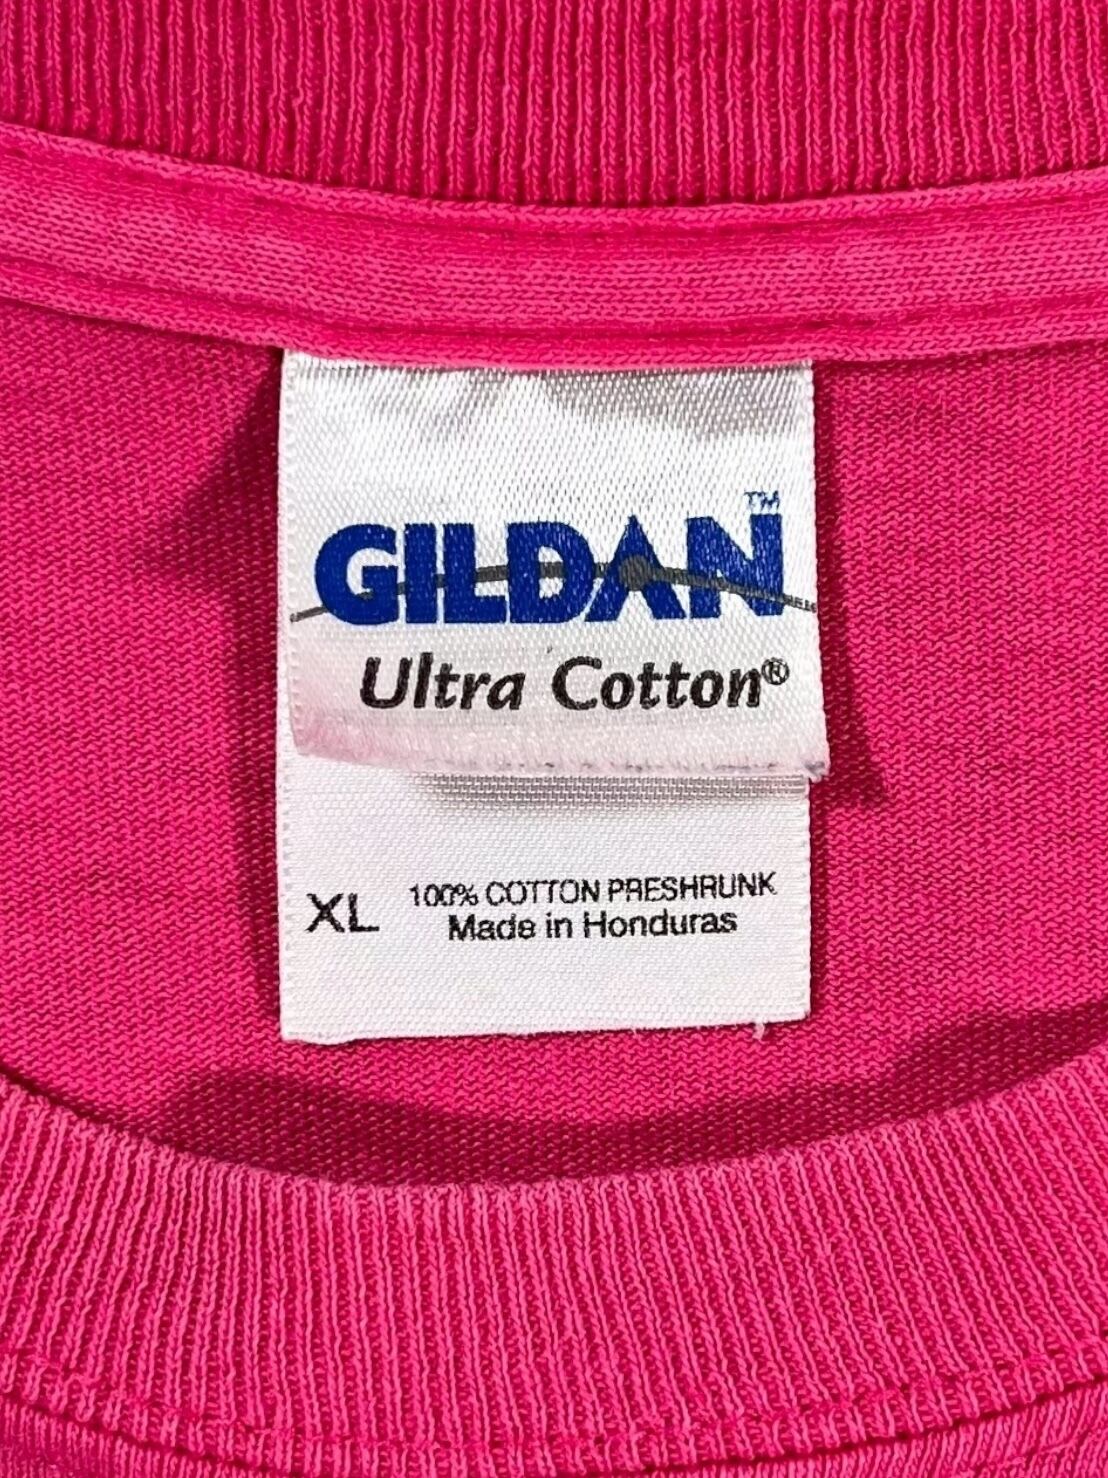 GILDAN™
Ultra Cotton®
XL
100% COTTON PRESHRUNK
Made in Honduras